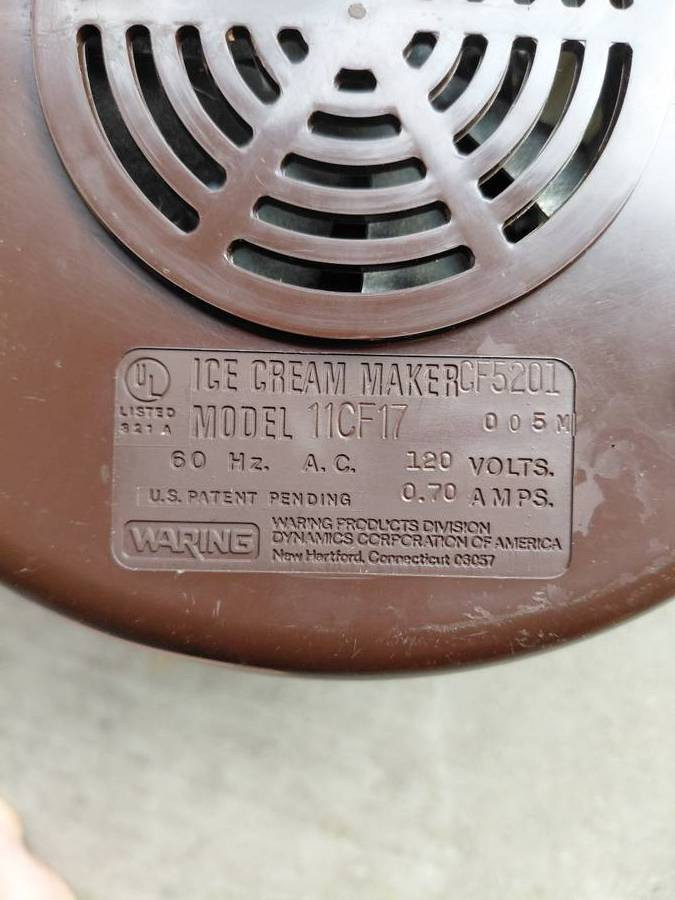 UL ICE CREAM MAKER CF5201
LISTED
321A MODEL 11CF17 005M
60 Hz. A.C. 120 VOLTS.
U.S. PATENT PENDING 0.70 AMPS.
WARING WARING PRODUCTS DIVISION
DYNAMICS CORPORATION OF AMERICA
New Hartford, Connecticut 06057